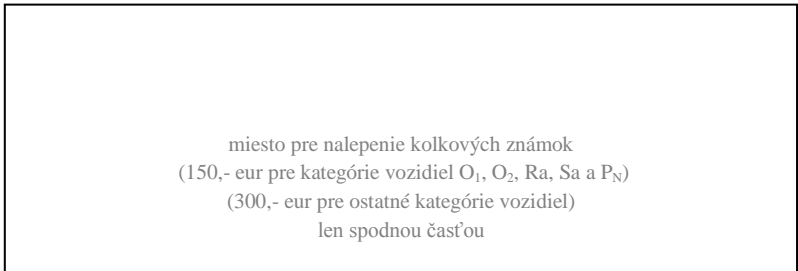 miesto pre nalepenie kolkových známok
(150,- eur pre kategórie vozidiel O₁, O₂, Ra, Sa a Pₙ)
(300,- eur pre ostatné kategórie vozidiel)
len spodnou časťou